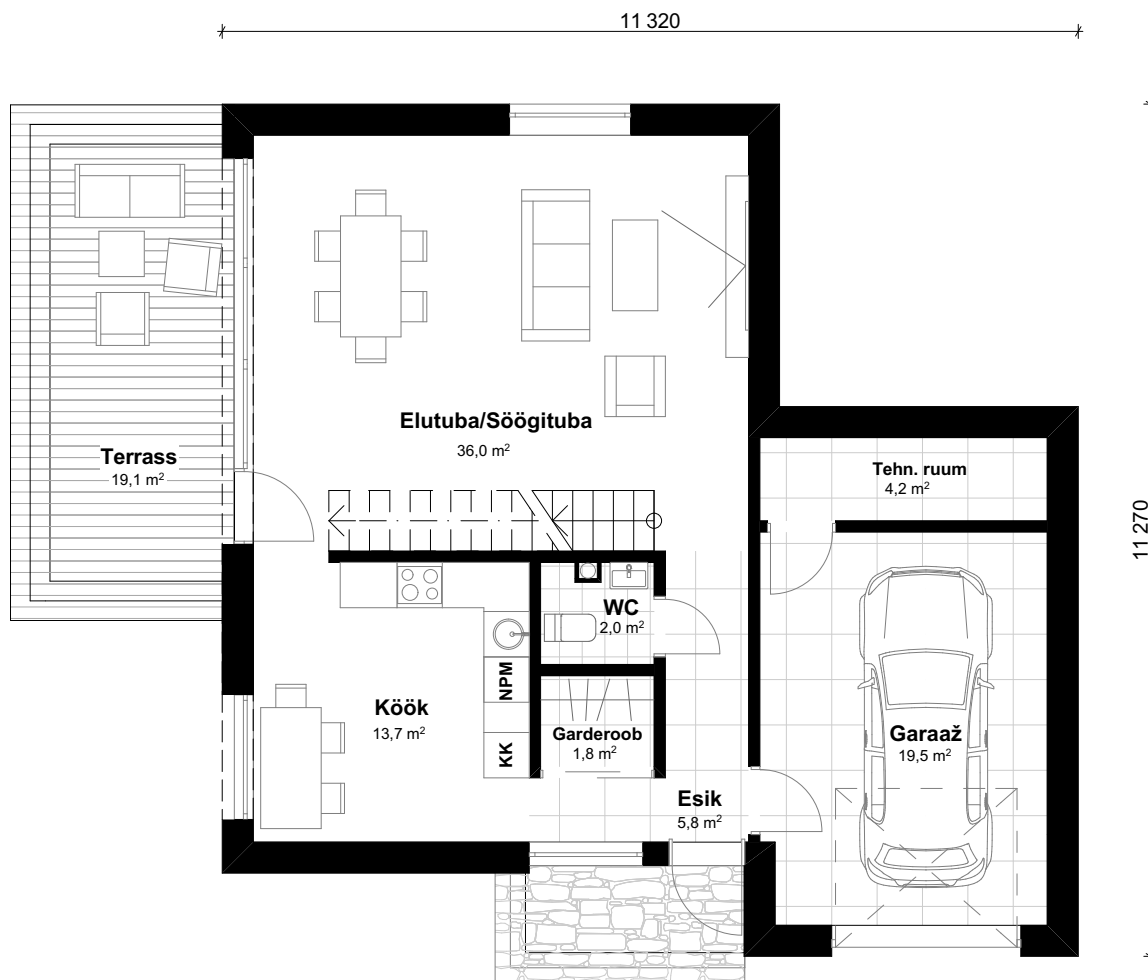 11 320
Elutuba/Söögituba
36,0 m²
Terrass
19,1 m²
Tehn. ruum
4,2 m²
11 270
WC
2,0 m²
NPM
Köök
13,7 m²
Garderoob
1,8 m²
Garaaž
19,5 m²
KK
Esik
5,8 m²